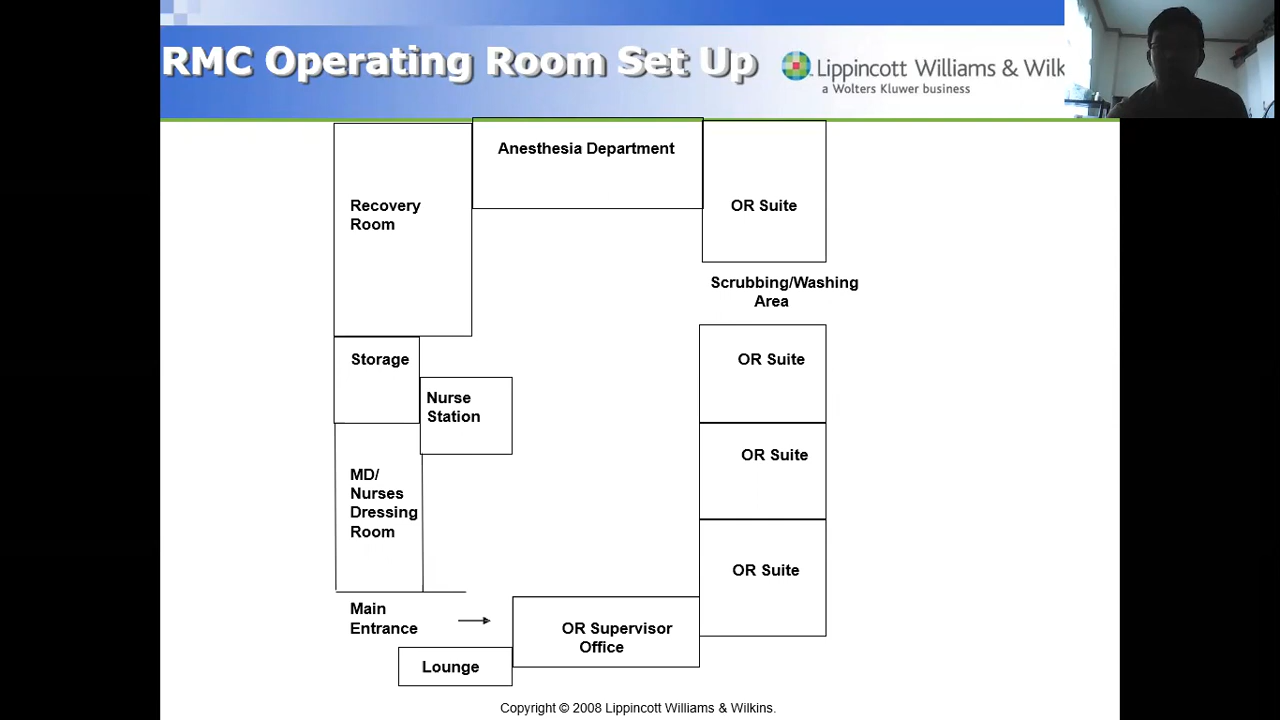 RMC Operating Room Set Up
Lippincott Williams & Wilk
a Wolters Kluwer business
Anesthesia Department
Recovery
Room
OR Suite
Scrubbing/Washing
Area
Storage
OR Suite
Nurse
Station
OR Suite
MD/
Nurses
Dressing
Room
OR Suite
Main
Entrance
OR Supervisor
Office
Lounge
Copyright © 2008 Lippincott Williams & Wilkins.